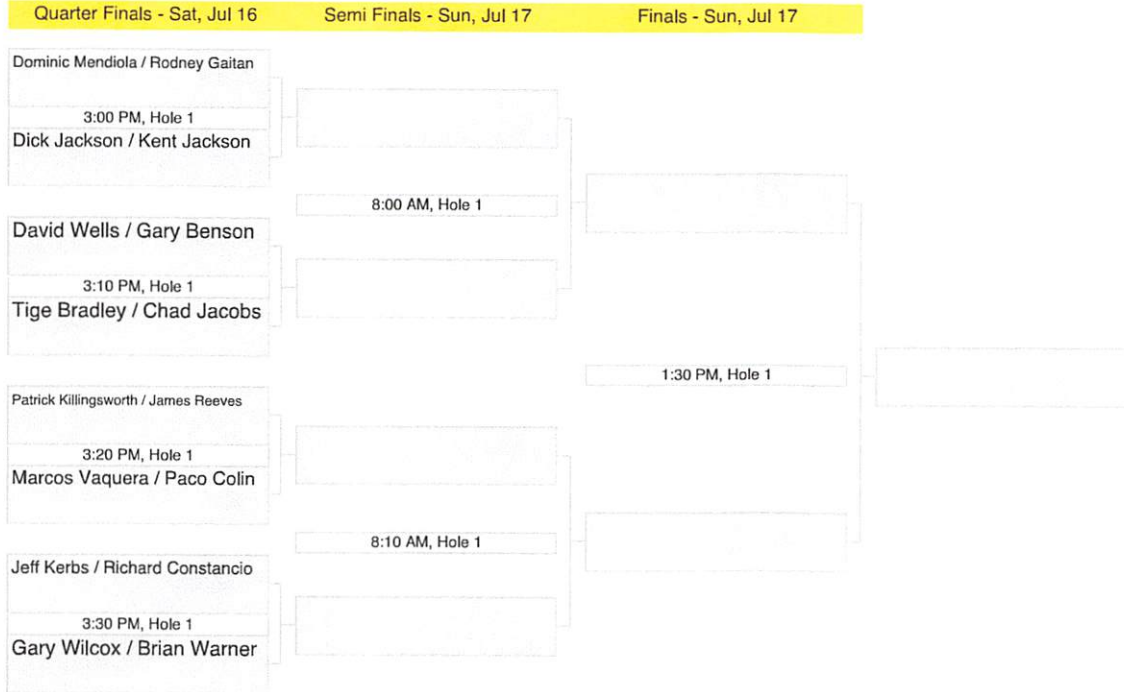 Quarter Finals - Sat, Jul 16
Semi Finals - Sun, Jul 17
Finals - Sun, Jul 17
Dominic Mendiola / Rodney Gaitan
3:00 PM, Hole 1
Dick Jackson / Kent Jackson
8:00 AM, Hole 1
David Wells / Gary Benson
3:10 PM, Hole 1
Tige Bradley / Chad Jacobs
1:30 PM, Hole 1
Patrick Killingsworth / James Reeves
3:20 PM, Hole 1
Marcos Vaquera / Paco Colin
8:10 AM, Hole 1
Jeff Kerbs / Richard Constancio
3:30 PM, Hole 1
Gary Wilcox / Brian Warner